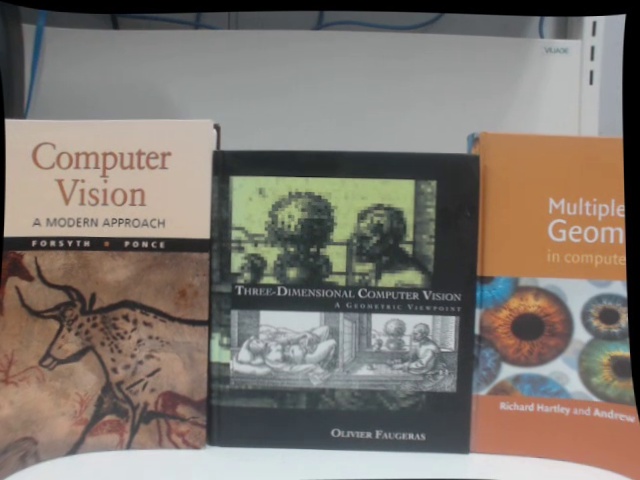 Computer
Vision
A MODERN APPROACH
FORSYTH PONCE
THREE-DIMENSIONAL COMPUTER VISION
A GEOMETRIC VIEWPOINT
OLIVIER FAUGERAS
Multiple
Geom
in compute
Richard Hartley and Andrew